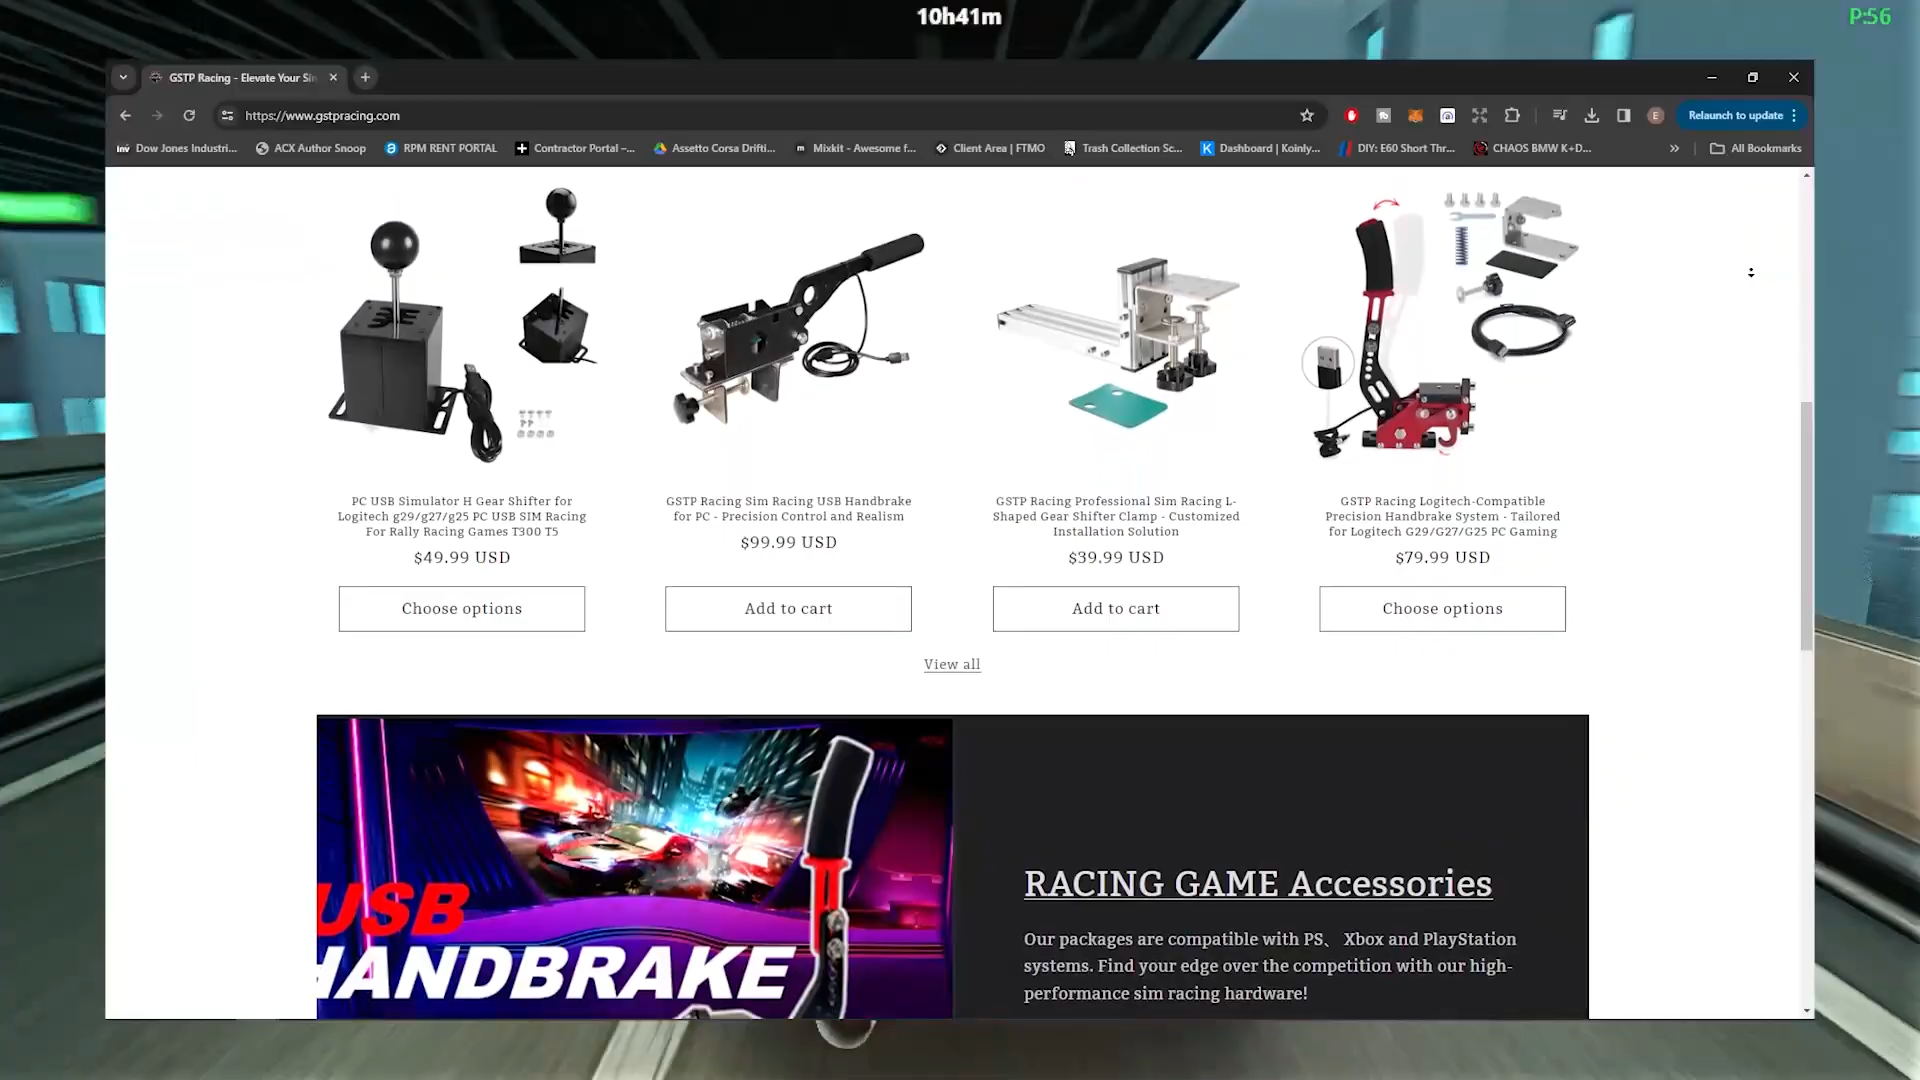 10h41m
P:56
GSTP Racing - Elevate Your Sin
https://www.gstpracing.com
Relaunch to update
Dow Jones Industri...
ACX Author Snoop
RPM RENT PORTAL
Contractor Portal –...
Assetto Corsa Drifti...
Mixkit - Awesome f...
Client Area | FTMO
Trash Collection Sc...
Dashboard | Koinly...
DIY: E60 Short Thr...
CHAOS BMW K+D...
All Bookmarks
PC USB Simulator H Gear Shifter for
Logitech g29/g27/g25 PC USB SIM Racing
For Rally Racing Games T300 T5
$49.99 USD
Choose options
GSTP Racing Sim Racing USB Handbrake
for PC - Precision Control and Realism
$99.99 USD
Add to cart
GSTP Racing Professional Sim Racing L-
Shaped Gear Shifter Clamp - Customized
Installation Solution
$39.99 USD
Add to cart
GSTP Racing Logitech-Compatible
Precision Handbrake System - Tailored
for Logitech G29/G27/G25 PC Gaming
$79.99 USD
Choose options
View all
USB
HANDBRAKE
RACING GAME Accessories
Our packages are compatible with PS、 Xbox and PlayStation
systems. Find your edge over the competition with our high-
performance sim racing hardware!